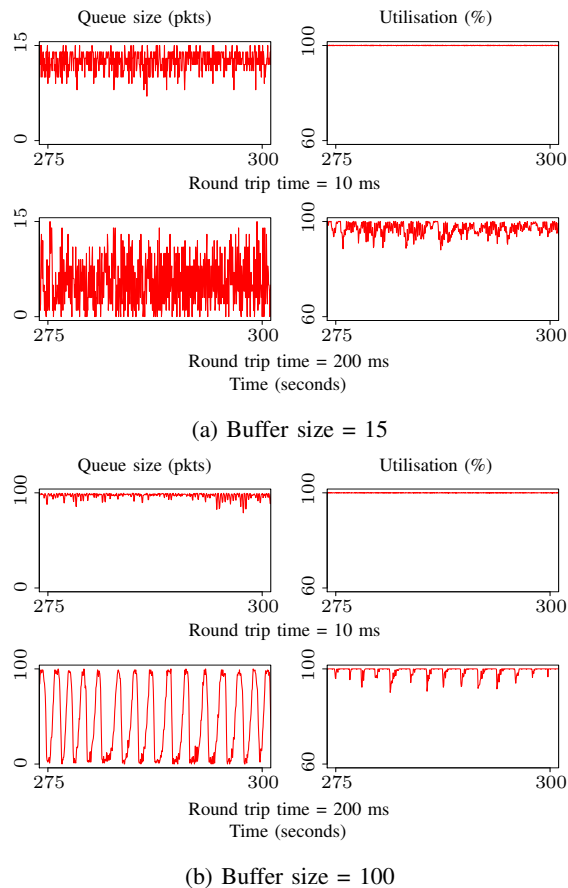 Queue size (pkts) Utilisation (%)
15 100
0 60
275 300 275 300
Round trip time = 10 ms
15 100
0 60
275 300 275 300
Round trip time = 200 ms
Time (seconds)
(a) Buffer size = 15
Queue size (pkts) Utilisation (%)
100 100
0 60
275 300 275 300
Round trip time = 10 ms
100 100
0 60
275 300 275 300
Round trip time = 200 ms
Time (seconds)
(b) Buffer size = 100